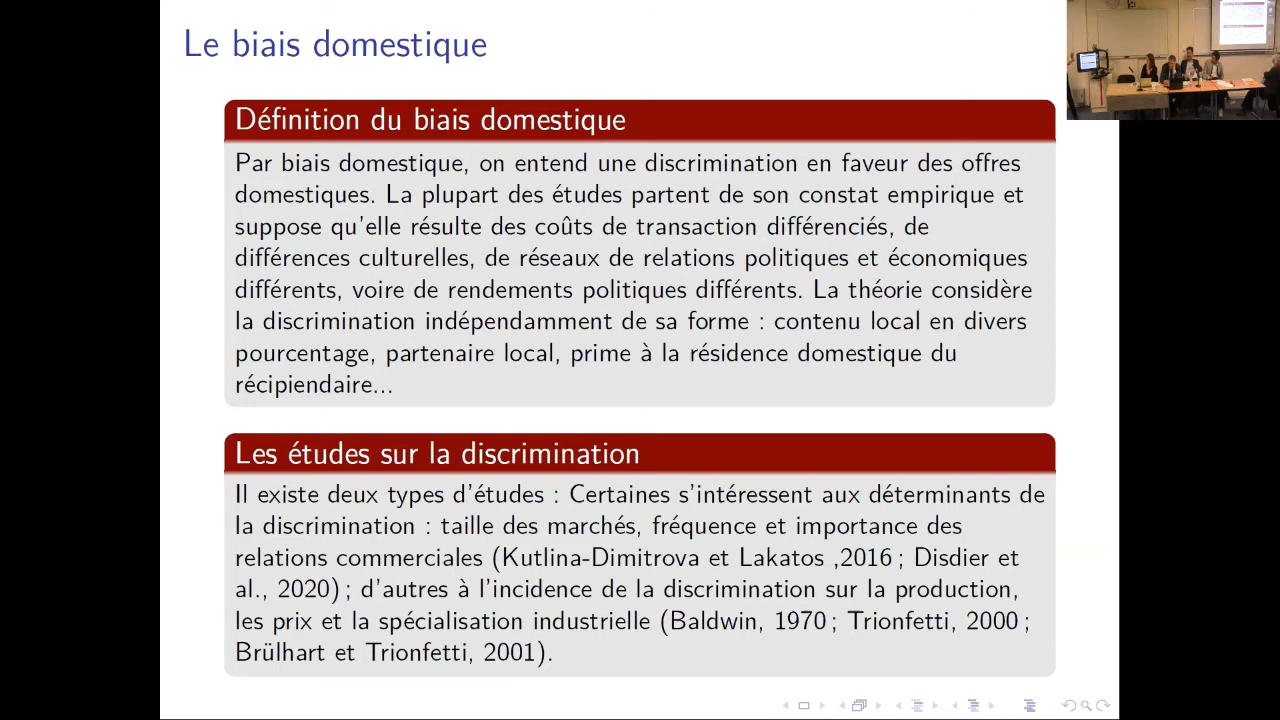 Le biais domestique
Définition du biais domestique
Par biais domestique, on entend une discrimination en faveur des offres
domestiques. La plupart des études partent de son constat empirique et
suppose qu'elle résulte des coûts de transaction différenciés, de
différences culturelles, de réseaux de relations politiques et économiques
différents, voire de rendements politiques différents. La théorie considère
la discrimination indépendamment de sa forme : contenu local en divers
pourcentage, partenaire local, prime à la résidence domestique du
récipiendaire...
Les études sur la discrimination
Il existe deux types d'études : Certaines s'intéressent aux déterminants de
la discrimination : taille des marchés, fréquence et importance des
relations commerciales (Kutlina-Dimitrova et Lakatos ,2016 ; Disdier et
al., 2020) ; d'autres à l'incidence de la discrimination sur la production,
les prix et la spécialisation industrielle (Baldwin, 1970 ; Trionfetti, 2000 ;
Brülhart et Trionfetti, 2001).